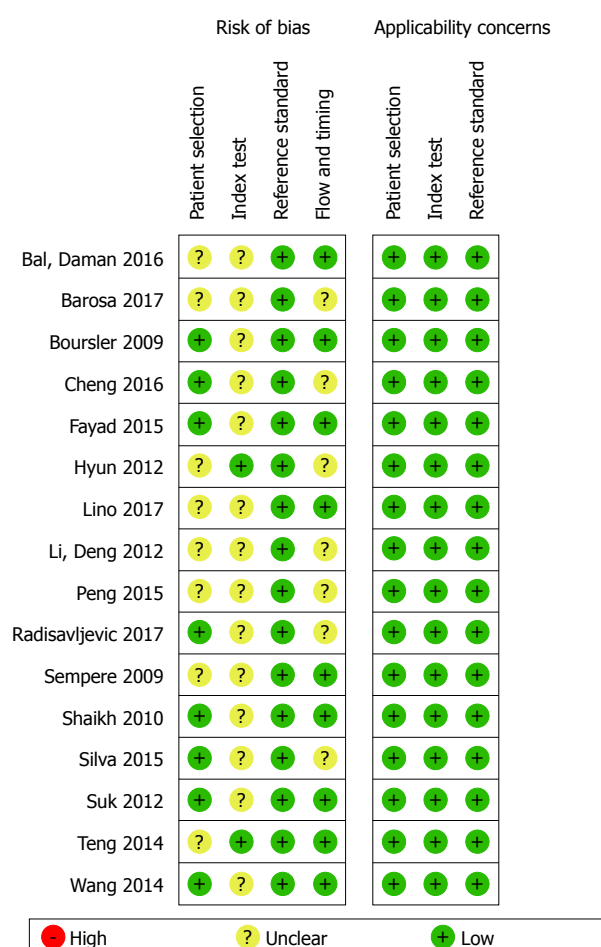 Risk of bias Applicability concerns
Patient selection Index test Reference standard Flow and timing Patient selection Index test Reference standard
Bal, Daman 2016 ? ? + + + + +
Barosa 2017 ? ? + ? + + +
Boursler 2009 + ? + + + + +
Cheng 2016 + ? + ? + + +
Fayad 2015 + ? + + + + +
Hyun 2012 ? + + ? + + +
Lino 2017 ? ? + + + + +
Li, Deng 2012 ? ? + ? + + +
Peng 2015 ? ? + ? + + +
Radisavljevic 2017 + ? + ? + + +
Sempere 2009 ? ? + + + + +
Shaikh 2010 + ? + + + + +
Silva 2015 + ? + ? + + +
Suk 2012 + ? + + + + +
Teng 2014 ? + + + + + +
Wang 2014 + ? + + + + +
- High ? Unclear + Low